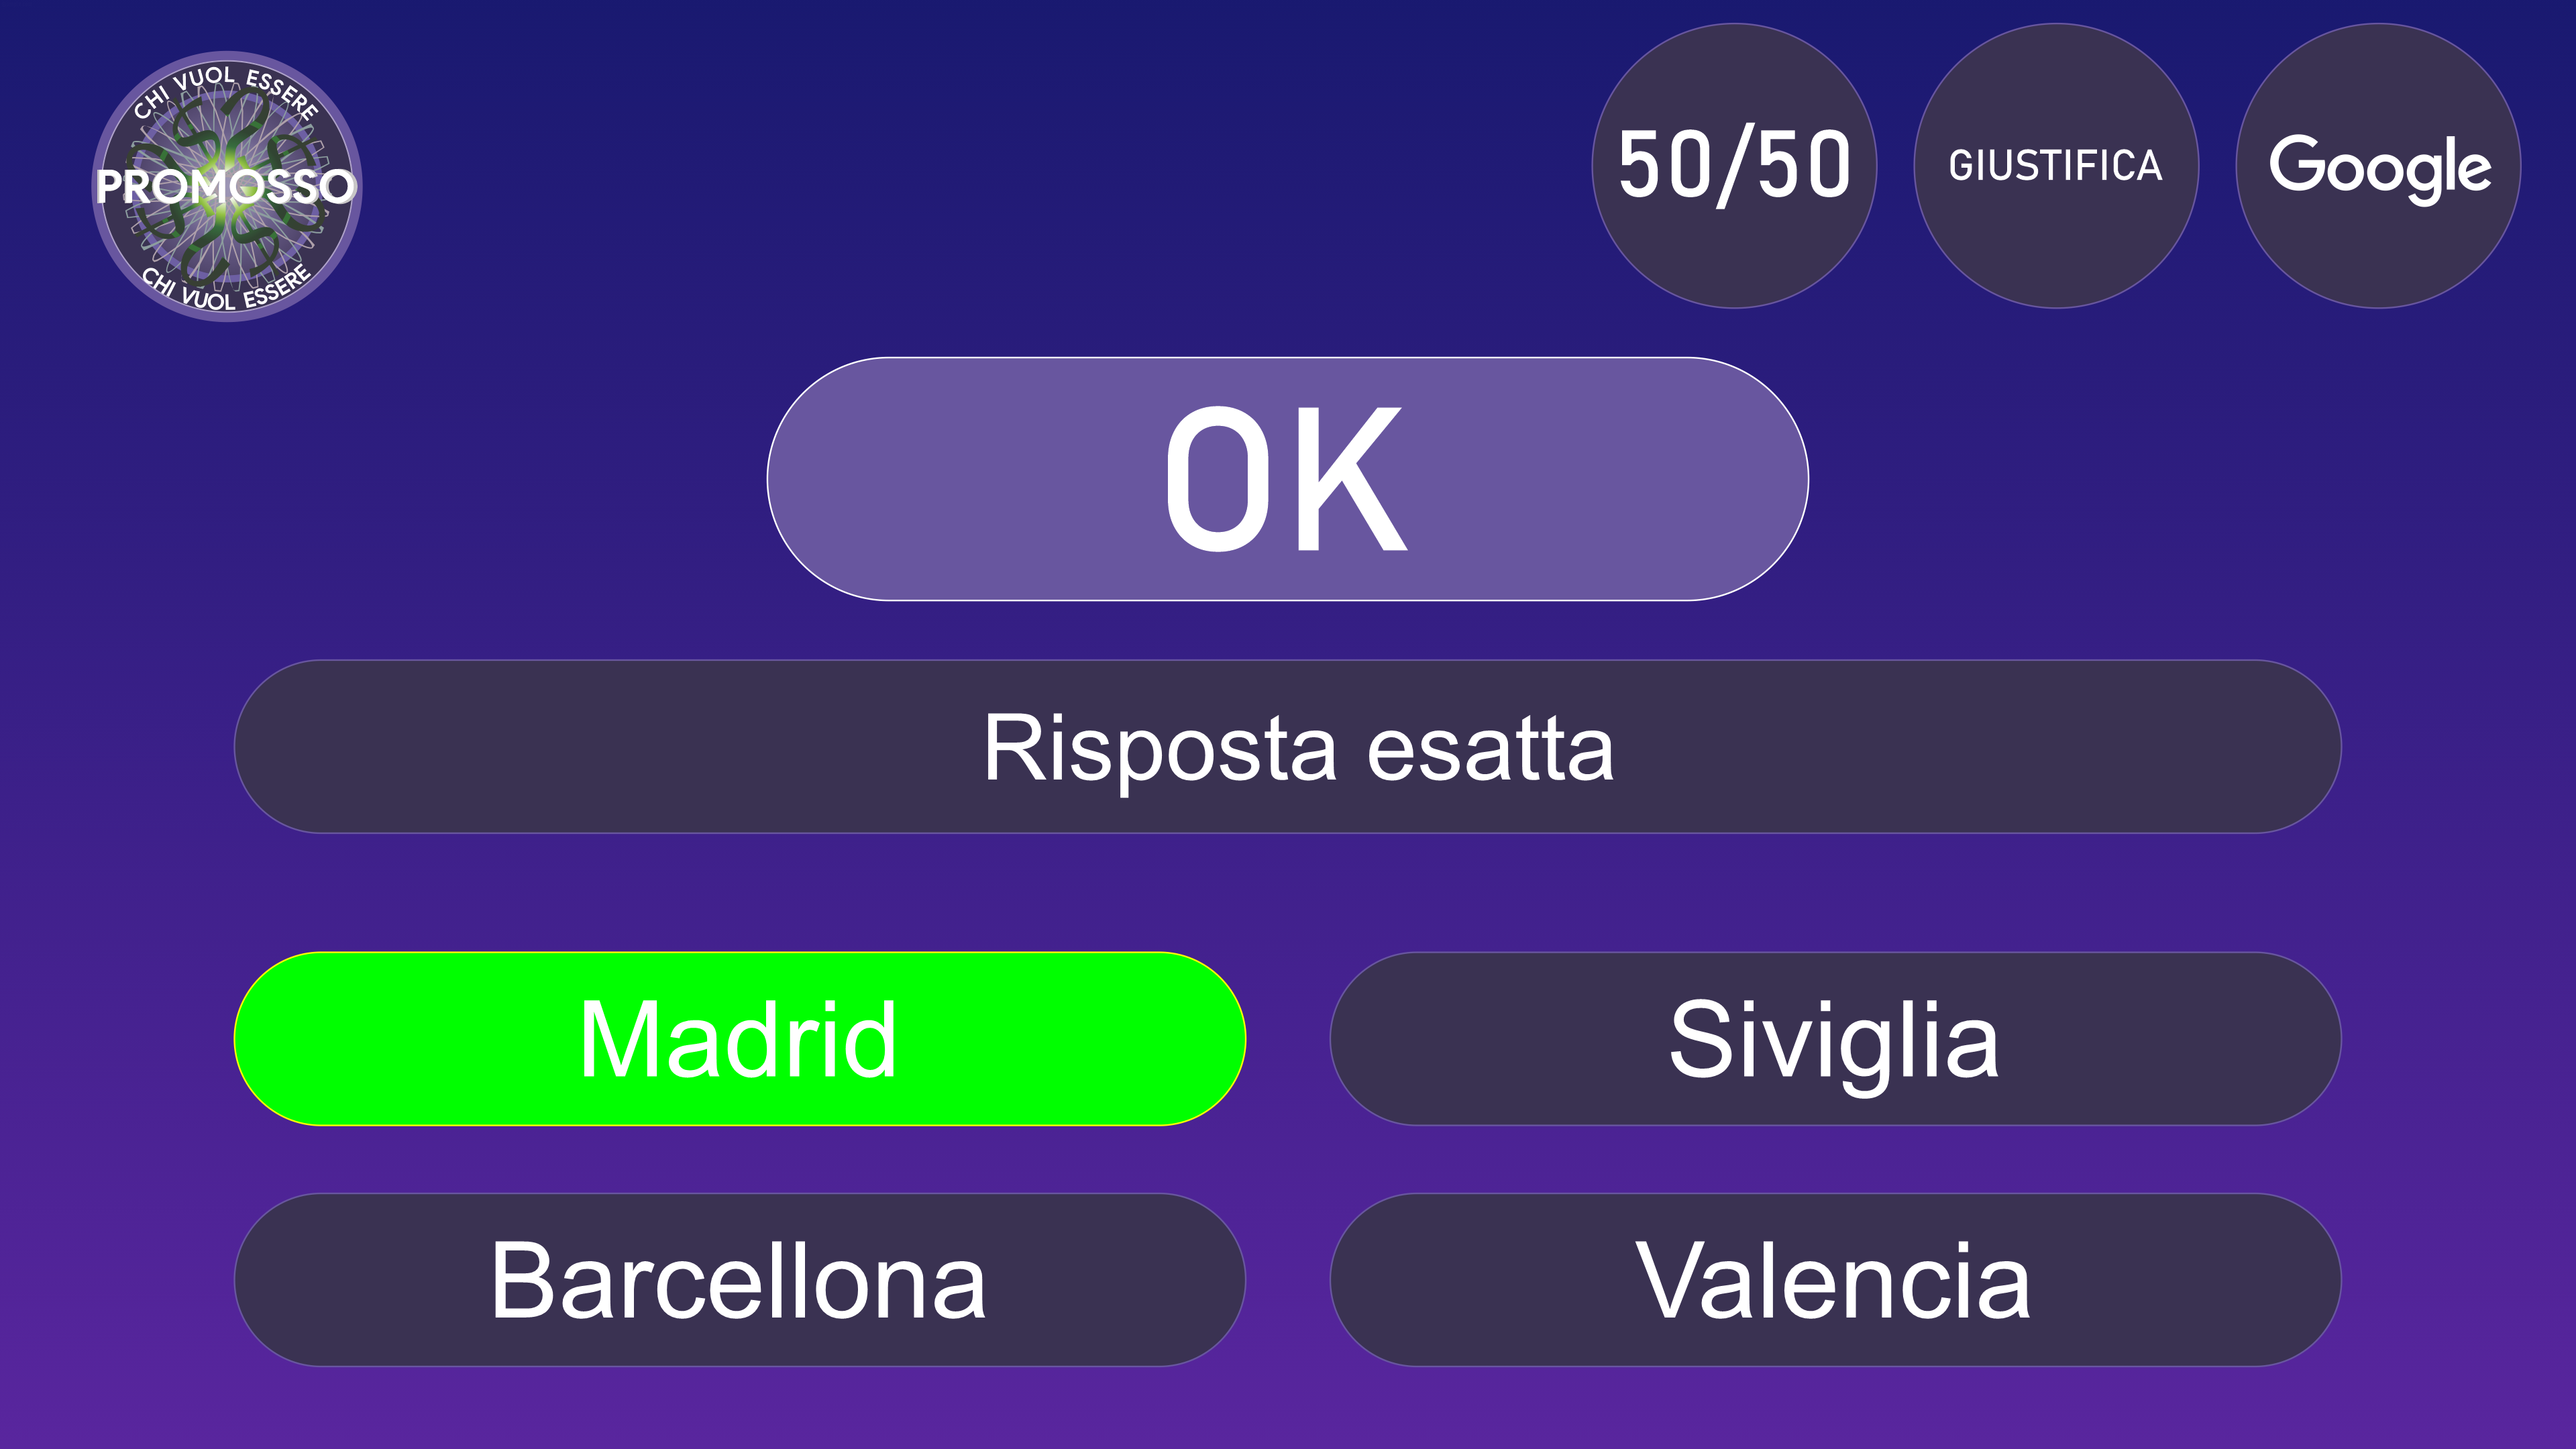 CHI VUOL ESSERE
PROMOSSO
CHI VUOL ESSERE
50/50
GIUSTIFICA
Google
OK
Risposta esatta
Madrid
Siviglia
Barcellona
Valencia